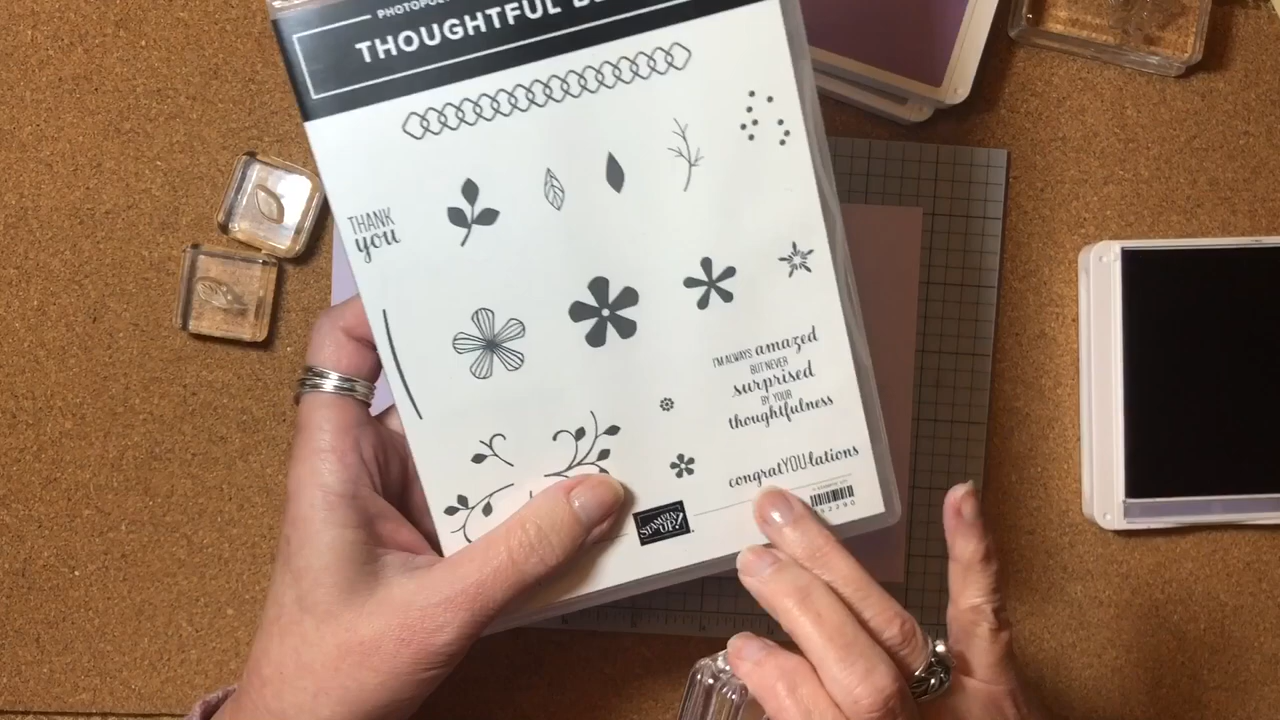 THOUGHTFUL
THANK
you
I'M ALWAYS amazed
BUT NEVER
surprised
BY YOUR
thoughtfulness
congratYOUlations
STAMPIN'
UP!